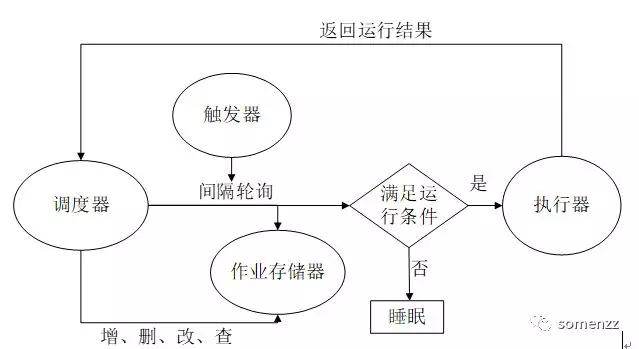 返回运行结果
触发器
调度器
间隔轮询
满足运
行条件
是
执行器
作业存储器
否
睡眠
增、删、改、查
somenzz